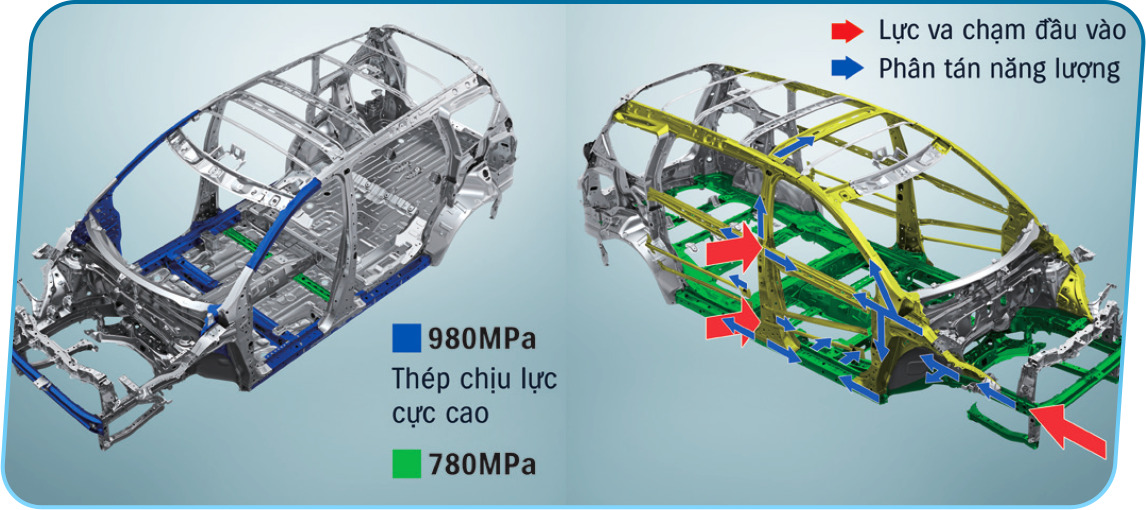 Lực va chạm đầu vào
Phân tán năng lượng
980MPa
Thép chịu lực
cực cao
780MPa